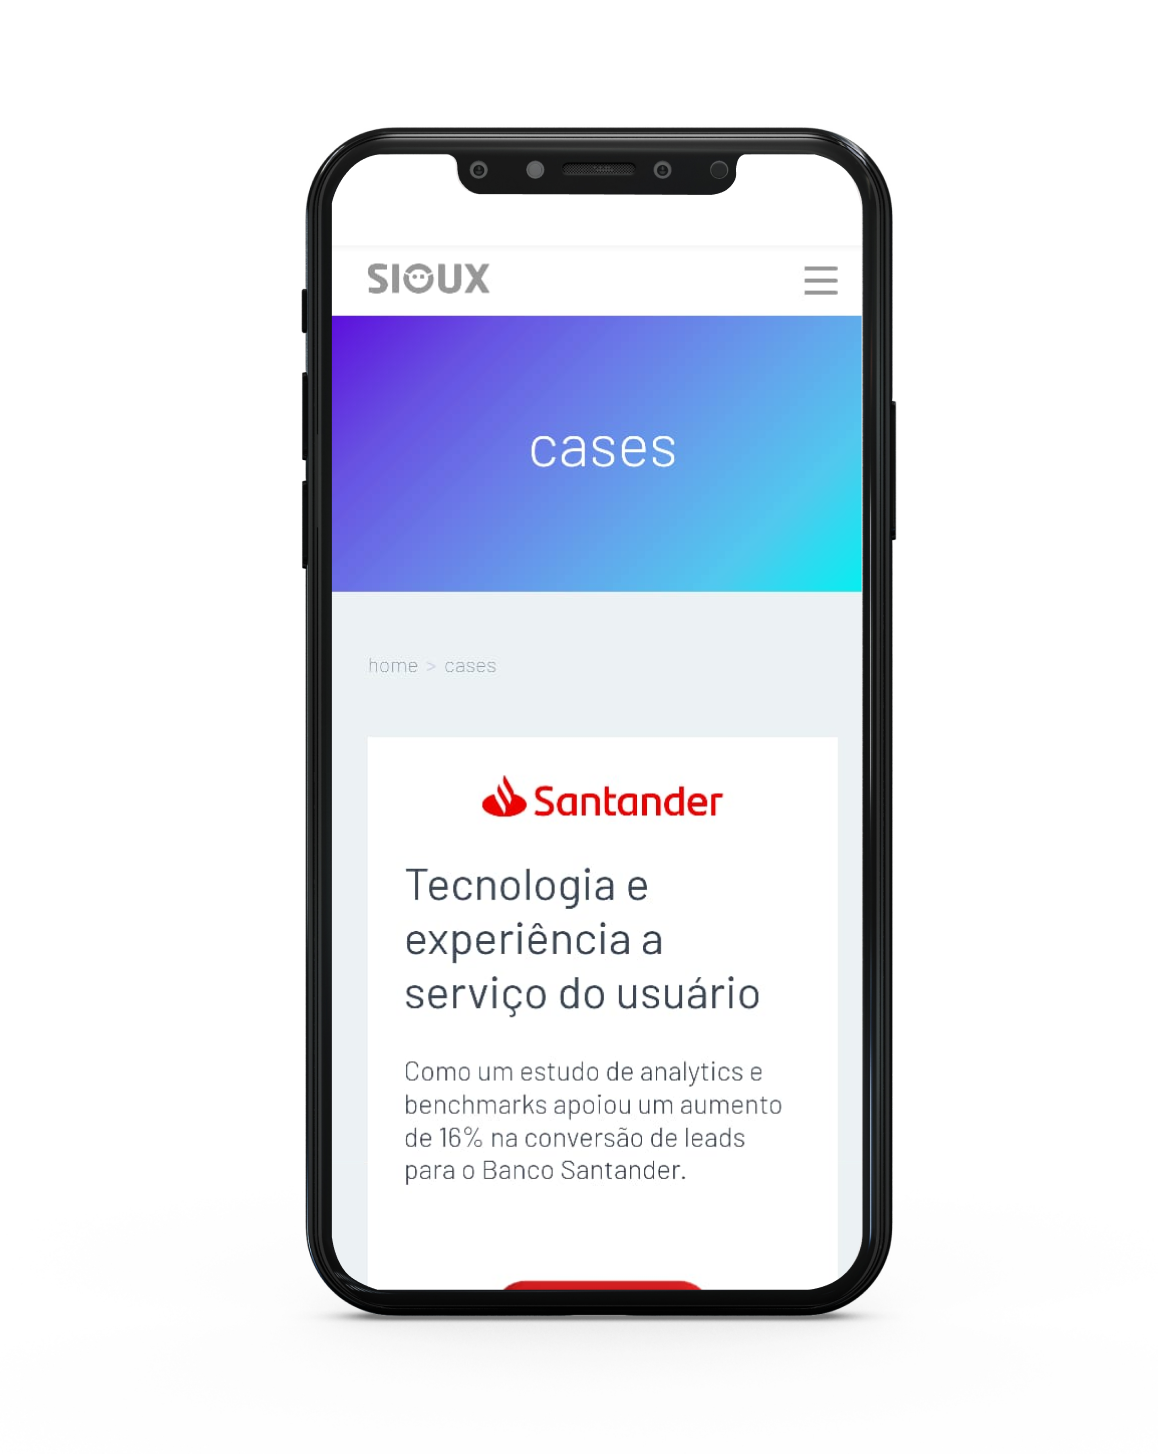 SIOUX
cases
home > cases
Santander
Tecnologia e
experiência a
serviço do usuário
Como um estudo de analytics e
benchmarks apoiou um aumento
de 16% na conversão de leads
para o Banco Santander.